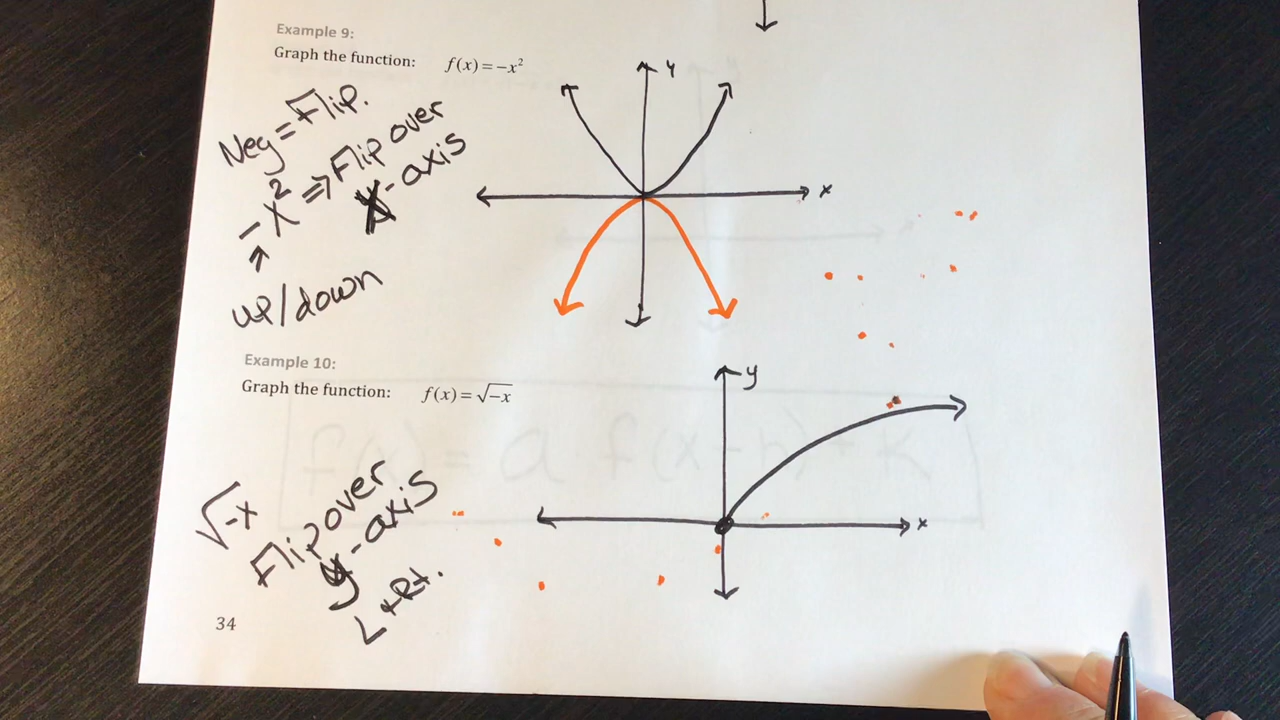 Example 9:
Graph the function: f(x) = -x²
Neg = Flip.
-x² ⇒ Flip over
x-axis
↑
up/down
y
x
Example 10:
Graph the function: f(x) = √-x
f(x) = a f(x-h) + k
√-x
Flip over
y-axis
L + Rt.
y
x
34